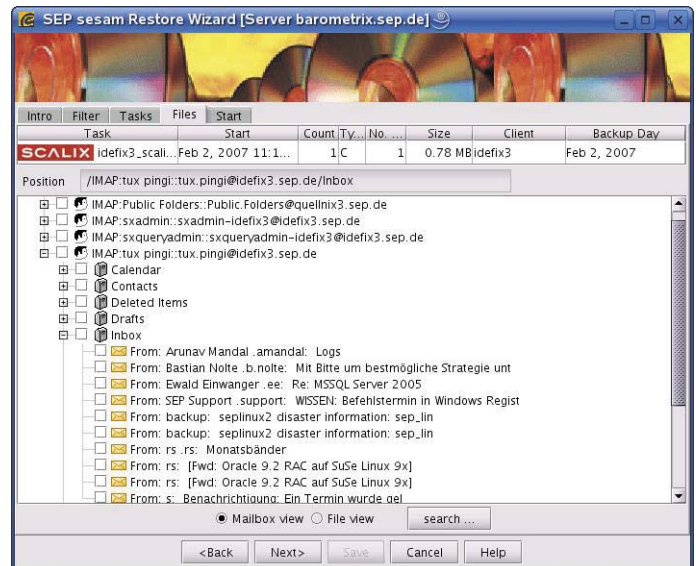 SEP sesam Restore Wizard [Server barometrix.sep.de]
Intro Filter Tasks Files Start
Task Start Count Ty... No. ... Size Client Backup Day
SCALIX idefix3_scali... Feb 2, 2007 11:1... 1 C 1 0.78 MB idefix3 Feb 2, 2007
Position /IMAP:tux pingi::tux.pingi@idefix3.sep.de/Inbox
IMAP:Public Folders::Public.Folders@quellnix3.sep.de
IMAP:sxadmin::sxadmin-idefix3@idefix3.sep.de
IMAP:sxqueryadmin::sxqueryadmin-idefix3@idefix3.sep.de
IMAP:tux pingi::tux.pingi@idefix3.sep.de
Calendar
Contacts
Deleted Items
Drafts
Inbox
From: Arunav Mandal .amandal: Logs
From: Bastian Nolte .b.nolte: Mit Bitte um bestmögliche Strategie unt
From: Ewald Einwanger .ee: Re: MSSQL Server 2005
From: SEP Support .support: WISSEN: Befehlstermin in Windows Regist
From: backup: seplinux2 disaster information: sep_lin
From: backup: seplinux2 disaster information: sep_lin
From: rs .rs: Monatsbänder
From: rs: [Fwd: Oracle 9.2 RAC auf SuSe Linux 9x]
From: rs: [Fwd: Oracle 9.2 RAC auf SuSe Linux 9x]
From: s: Benachrichtigung: Ein Termin wurde gel
Mailbox view File view search ...
<Back Next> Save Cancel Help